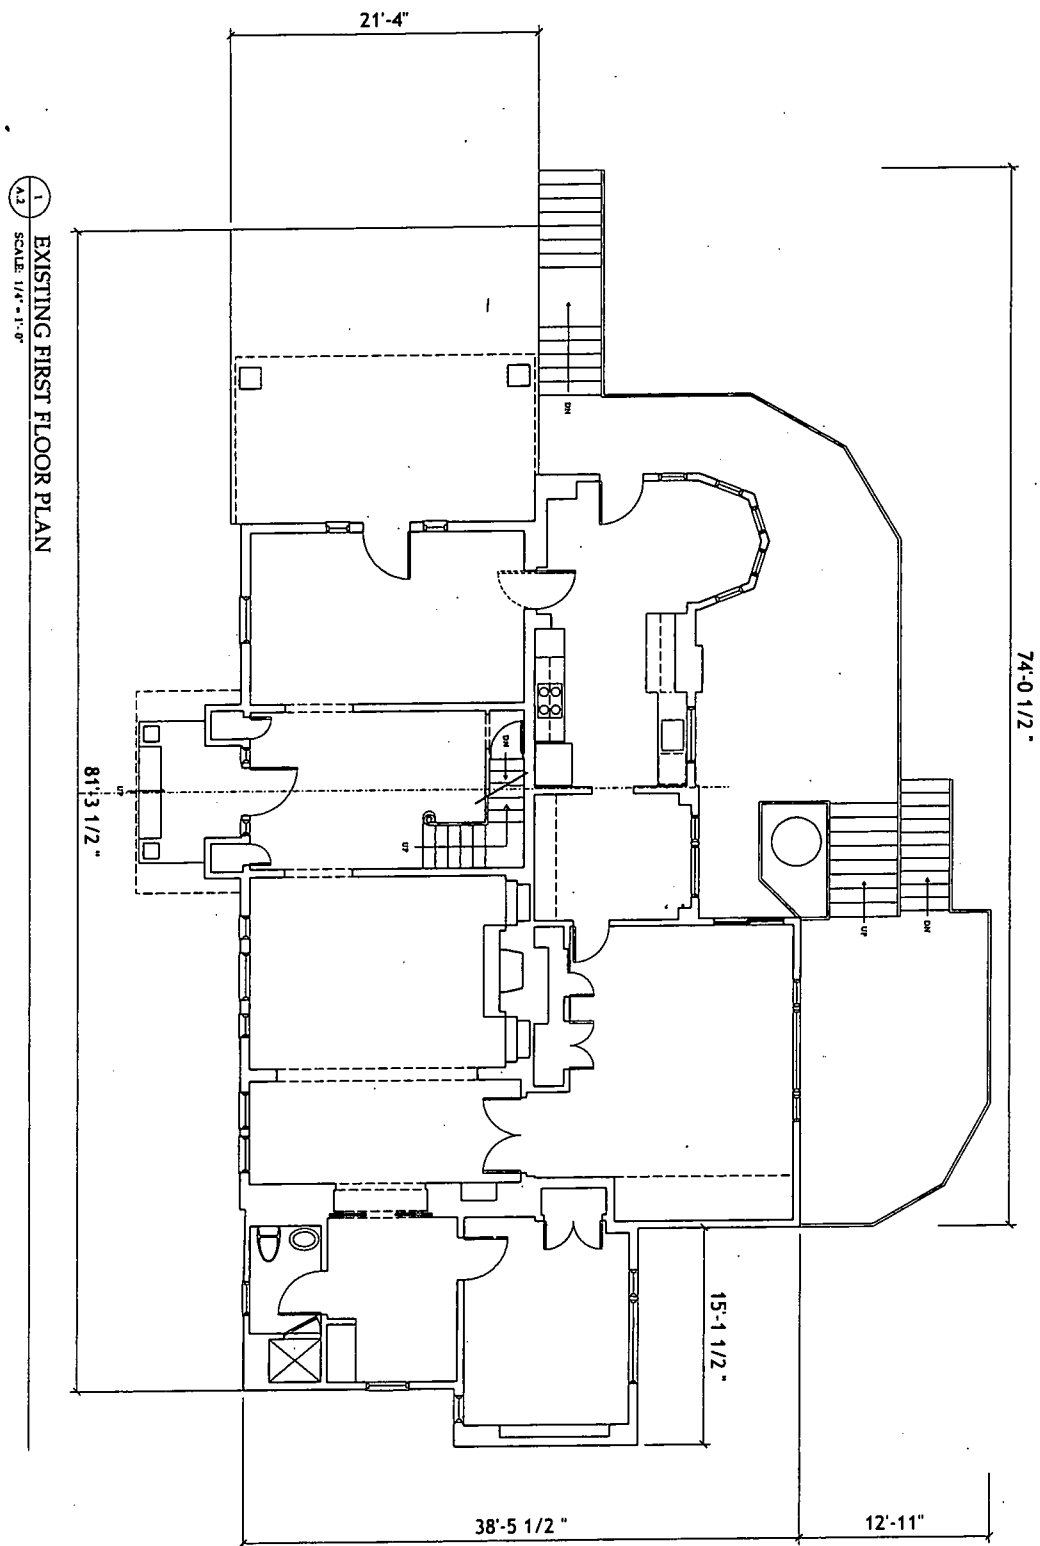 21'-4"
74'-0 1/2 "
81'-3 1/2 "
15'-1 1/2 "
38'-5 1/2 "
12'-11"
DN
DN
UP
UP
UP
DN
1
A.2
EXISTING FIRST FLOOR PLAN
SCALE: 1/4" = 1'-0"